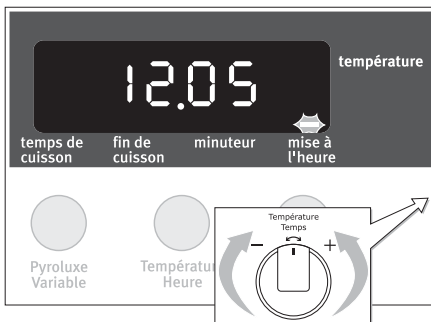 12.05
température
temps de
cuisson
fin de
cuisson
minuteur
mise à
l'heure
Pyroluxe
Variable
Heure
Température
Temps
- +